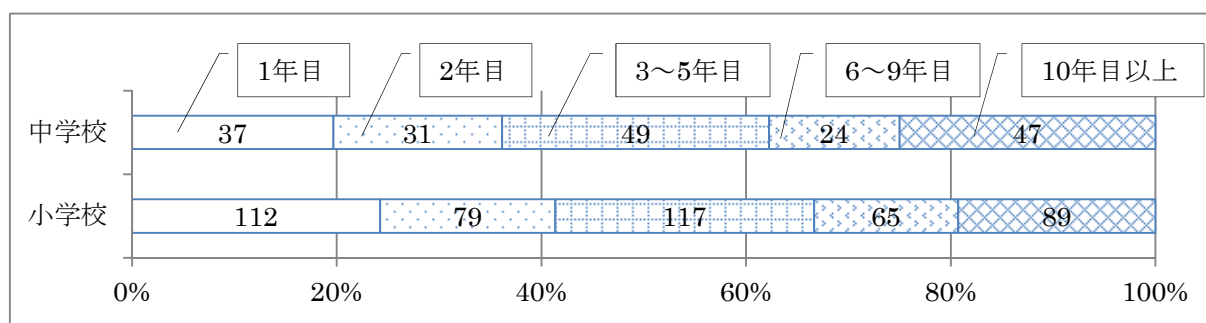 1年目 2年目 3～5年目 6～9年目 10年目以上
中学校 37 31 49 24 47
小学校 112 79 117 65 89
0% 20% 40% 60% 80% 100%